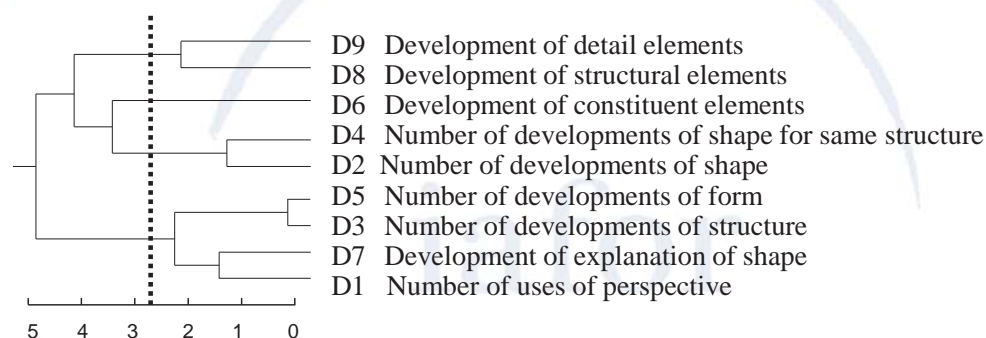 D9 Development of detail elements
D8 Development of structural elements
D6 Development of constituent elements
D4 Number of developments of shape for same structure
D2 Number of developments of shape
D5 Number of developments of form
D3 Number of developments of structure
D7 Development of explanation of shape
D1 Number of uses of perspective
5 4 3 2 1 0
iafor